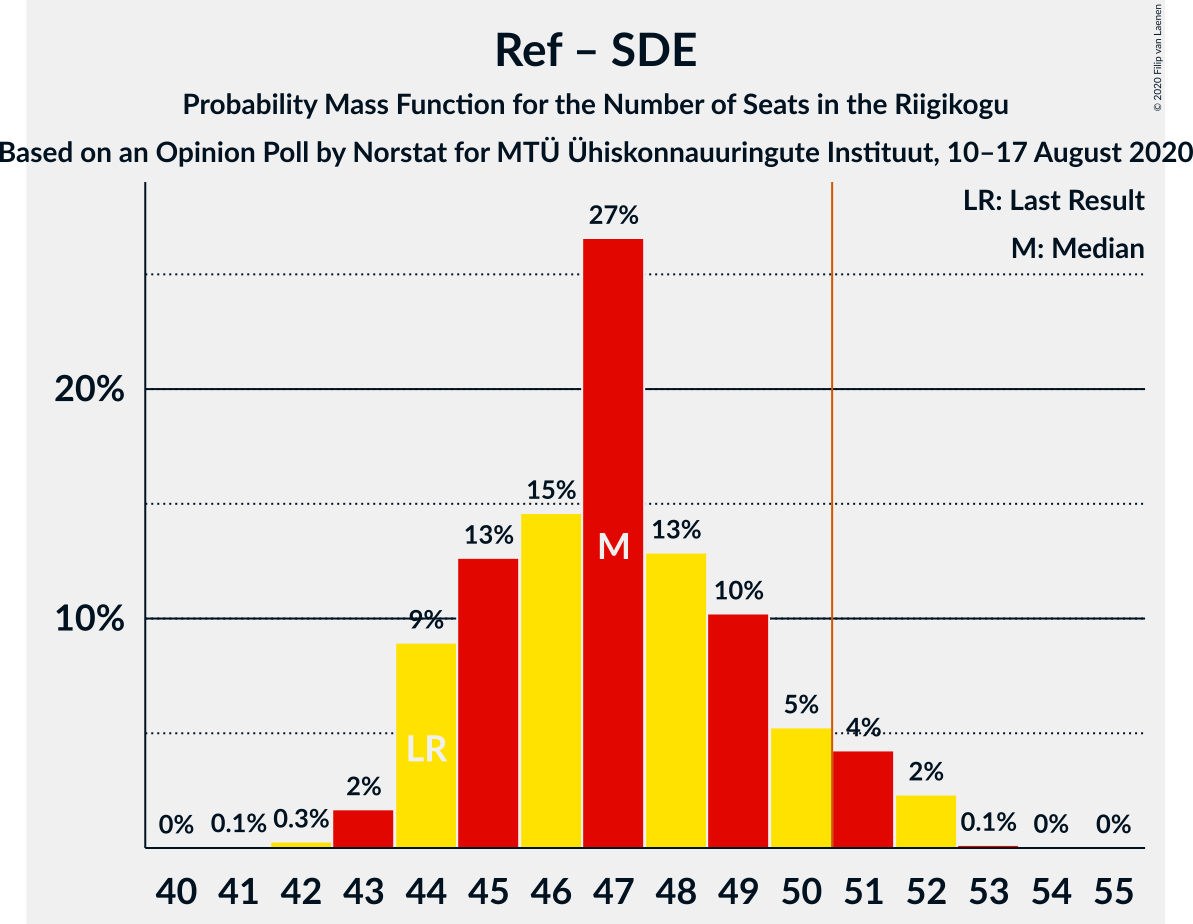 Ref – SDE
Probability Mass Function for the Number of Seats in the Riigikogu
Based on an Opinion Poll by Norstat for MTÜ Ühiskonnauuringute Instituut, 10–17 August 2020
© 2020 Filip van Laenen
LR: Last Result
M: Median
27%
20%
15%
13%
M
13%
10%
10%
9%
5%
4%
LR
2%
2%
0%
0.1%
0.3%
0.1%
0%
0%
40 41 42 43 44 45 46 47 48 49 50 51 52 53 54 55